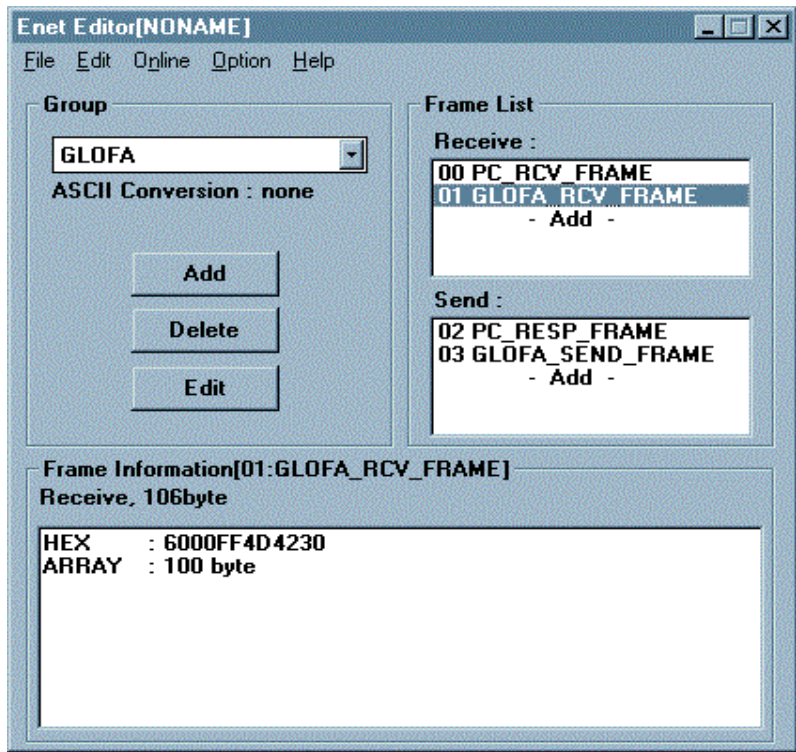 Enet Editor[NONAME]
File Edit Online Option Help
Group
GLOFA
ASCII Conversion : none
Add
Delete
Edit
Frame List
Receive :
00 PC_RCV_FRAME
01 GLOFA_RCV_FRAME
- Add -
Send :
02 PC_RESP_FRAME
03 GLOFA_SEND_FRAME
- Add -
Frame Information[01:GLOFA_RCV_FRAME]
Receive, 106byte
HEX : 6000FF4D4230
ARRAY : 100 byte